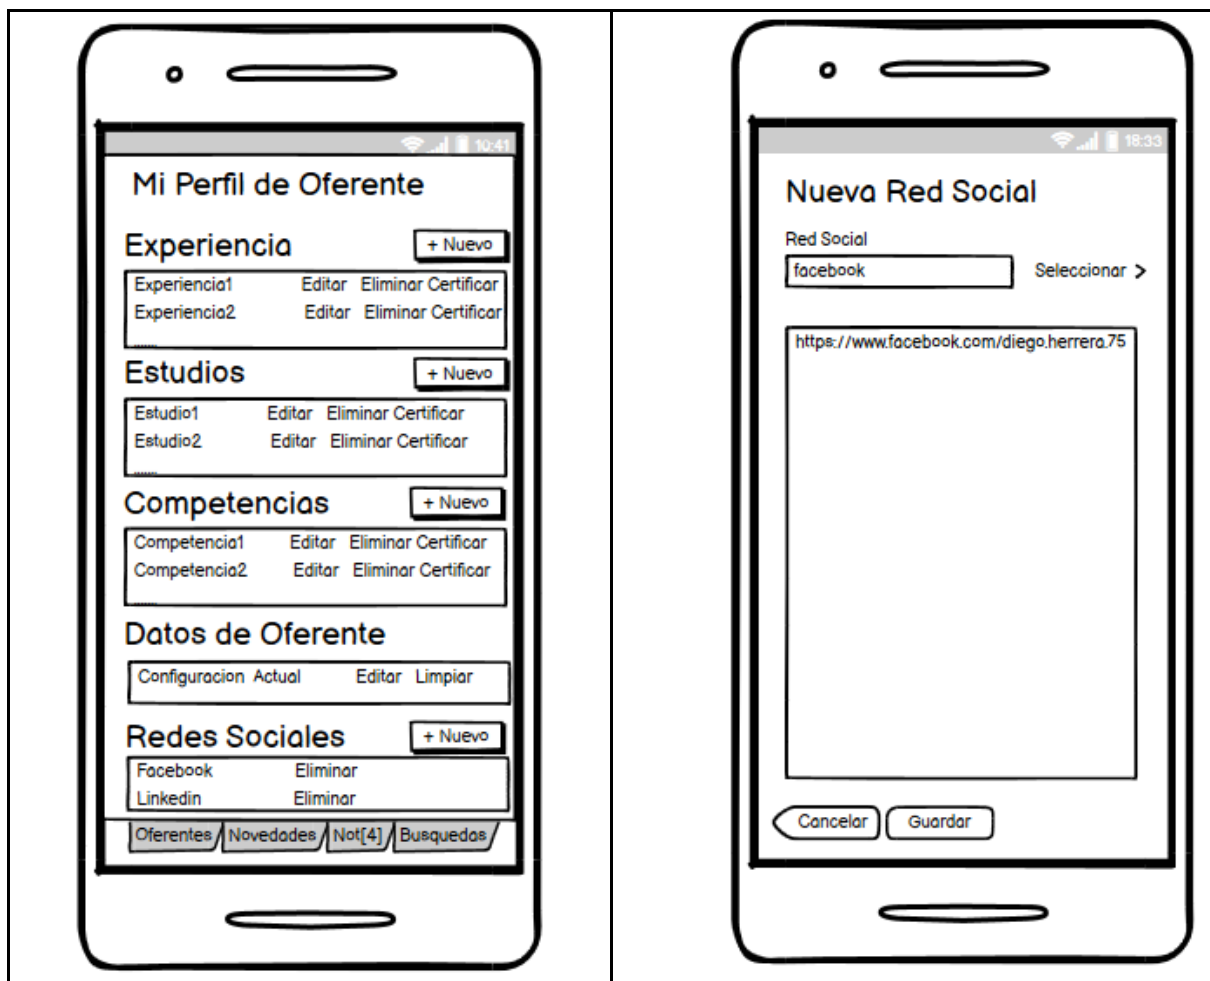 10:41
Mi Perfil de Oferente
Experiencia + Nuevo
Experiencia1 Editar Eliminar Certificar
Experiencia2 Editar Eliminar Certificar
......
Estudios + Nuevo
Estudio1 Editar Eliminar Certificar
Estudio2 Editar Eliminar Certificar
......
Competencias + Nuevo
Competencia1 Editar Eliminar Certificar
Competencia2 Editar Eliminar Certificar
......
Datos de Oferente
Configuracion Actual Editar Limpiar
Redes Sociales + Nuevo
Facebook Eliminar
Linkedin Eliminar
Oferentes Novedades Not[4] Busquedas
18:33
Nueva Red Social
Red Social
facebook Seleccionar >
https://www.facebook.com/diego.herrera.75
Cancelar Guardar